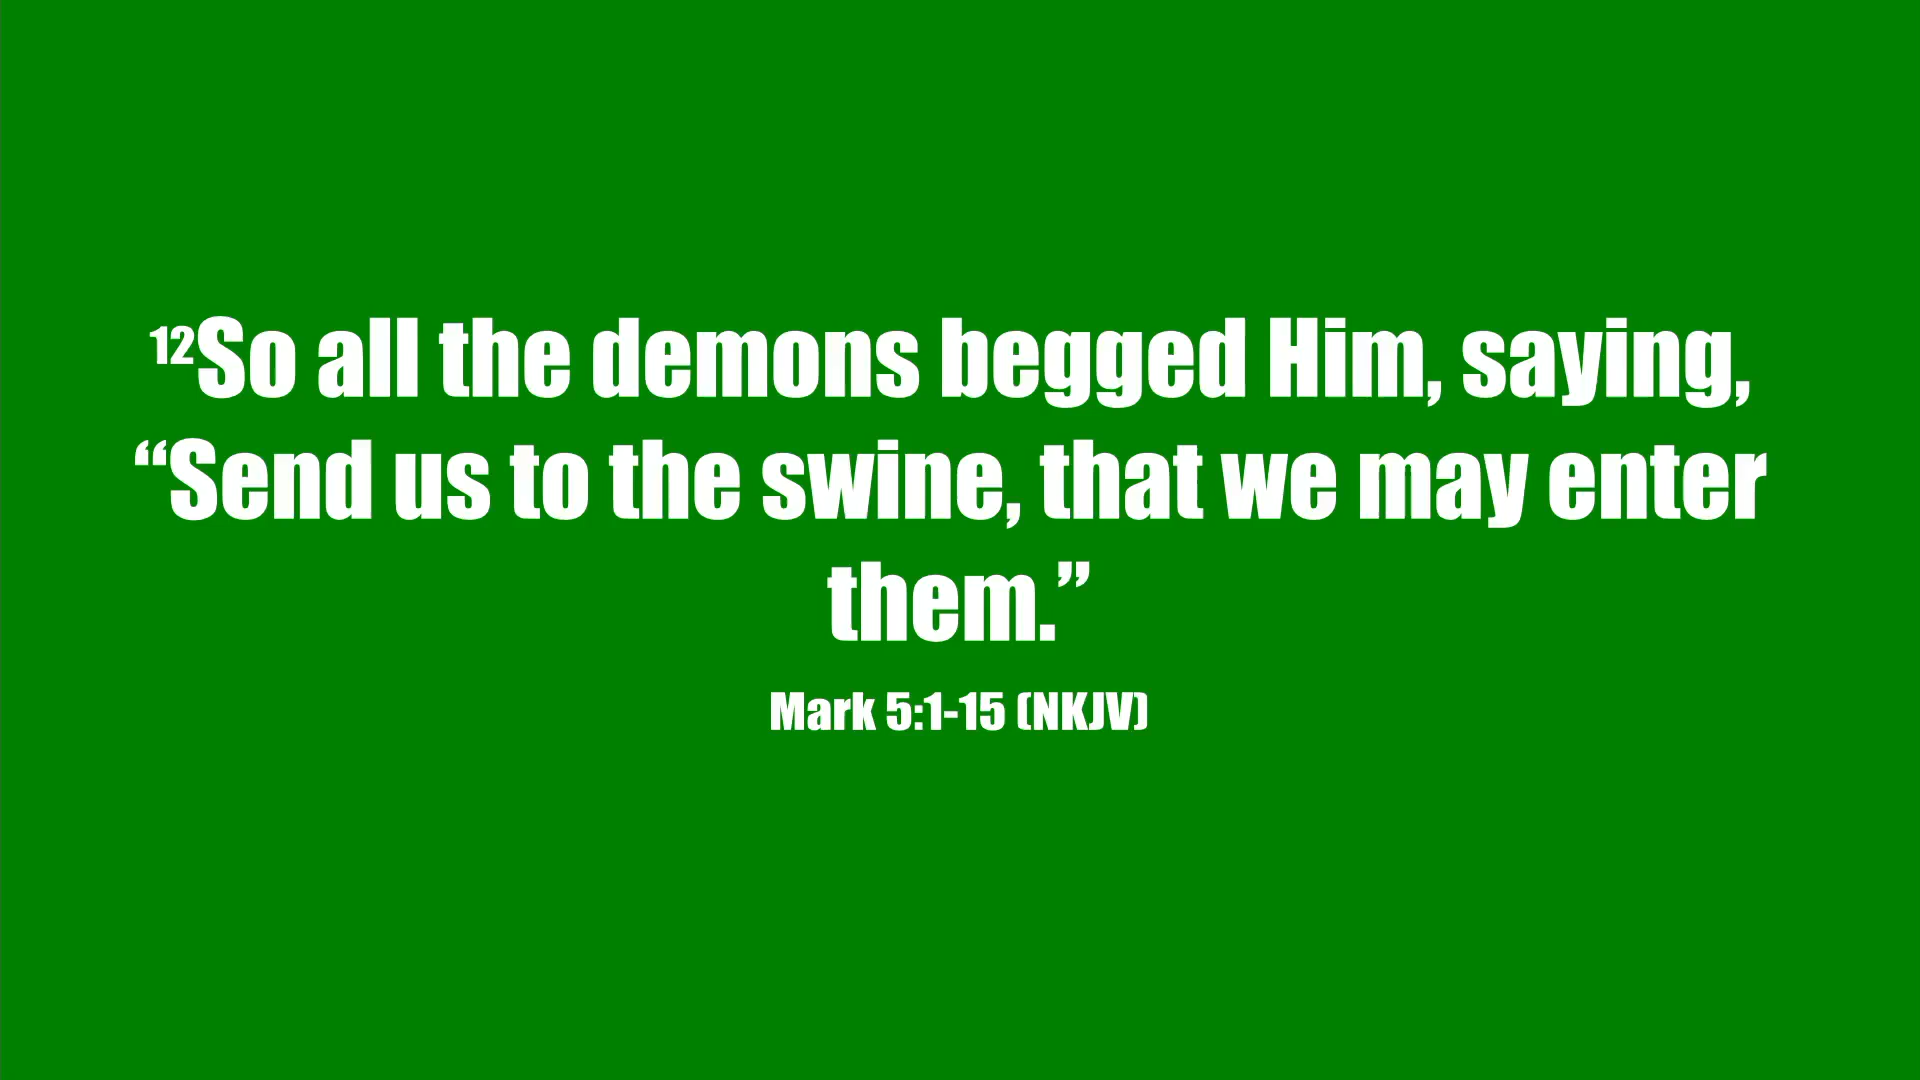 ¹²So all the demons begged Him, saying,
“Send us to the swine, that we may enter
them.”
Mark 5:1-15 (NKJV)